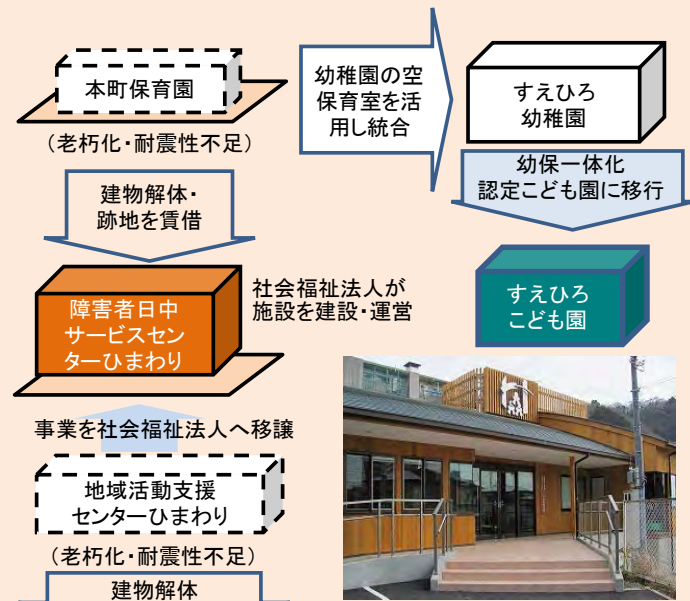 本町保育園
(老朽化・耐震性不足)
幼稚園の空
保育室を活
用し統合
すえひろ
幼稚園
幼保一体化
認定こども園に移行
建物解体・
跡地を賃借
障害者日中
サービスセン
ターひまわり
社会福祉法人が
施設を建設・運営
すえひろ
こども園
事業を社会福祉法人へ移譲
地域活動支援
センターひまわり
(老朽化・耐震性不足)
建物解体